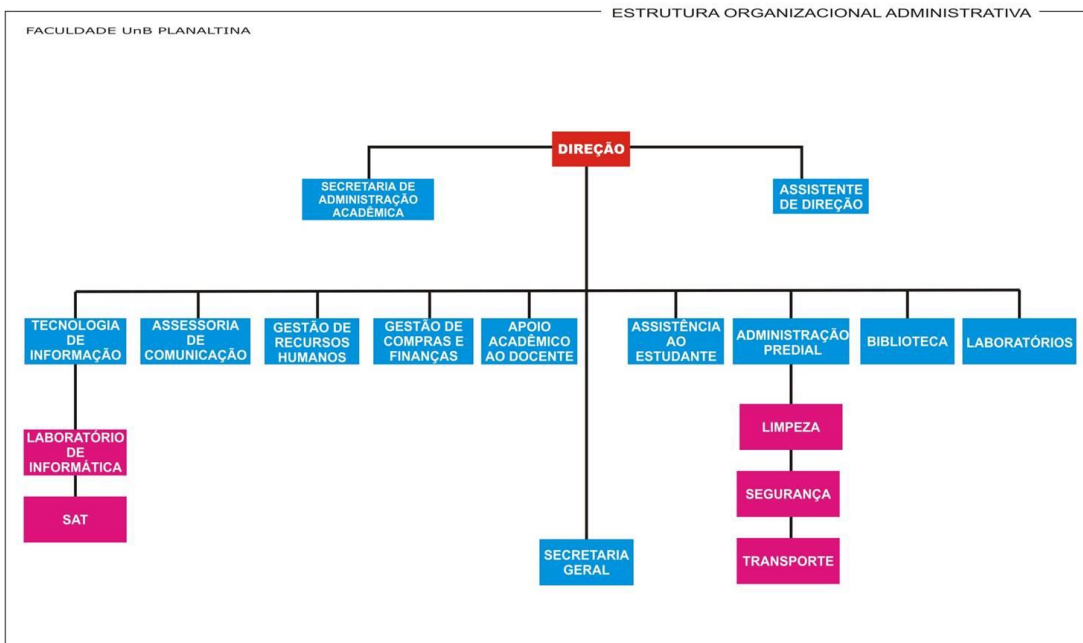 ESTRUTURA ORGANIZACIONAL ADMINISTRATIVA
FACULDADE UnB PLANALTINA
DIREÇÃO
SECRETARIA DE
ADMINISTRAÇÃO
ACADÊMICA
ASSISTENTE
DE DIREÇÃO
TECNOLOGIA
DE
INFORMAÇÃO
ASSESSORIA
DE
COMUNICAÇÃO
GESTÃO DE
RECURSOS
HUMANOS
GESTÃO DE
COMPRAS E
FINANÇAS
APOIO
ACADÊMICO
AO DOCENTE
ASSISTÊNCIA
AO
ESTUDANTE
ADMINISTRAÇÃO
PREDIAL
BIBLIOTECA
LABORATÓRIOS
LABORATÓRIO
DE
INFORMÁTICA
SAT
LIMPEZA
SEGURANÇA
TRANSPORTE
SECRETARIA
GERAL